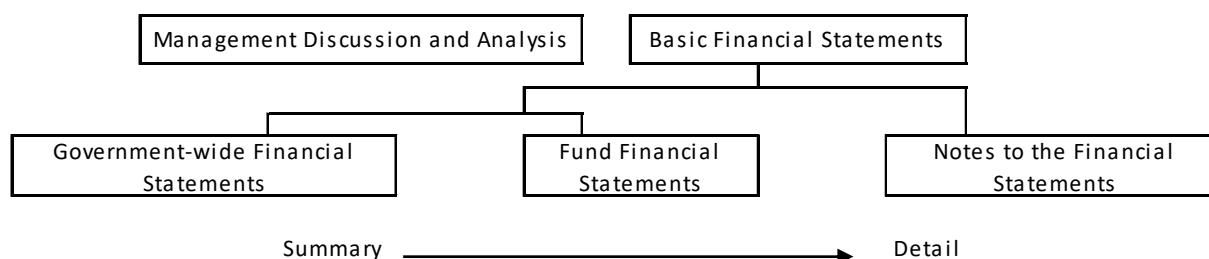 Management Discussion and Analysis
Basic Financial Statements
Government-wide Financial
Statements
Fund Financial
Statements
Notes to the Financial
Statements
Summary
Detail